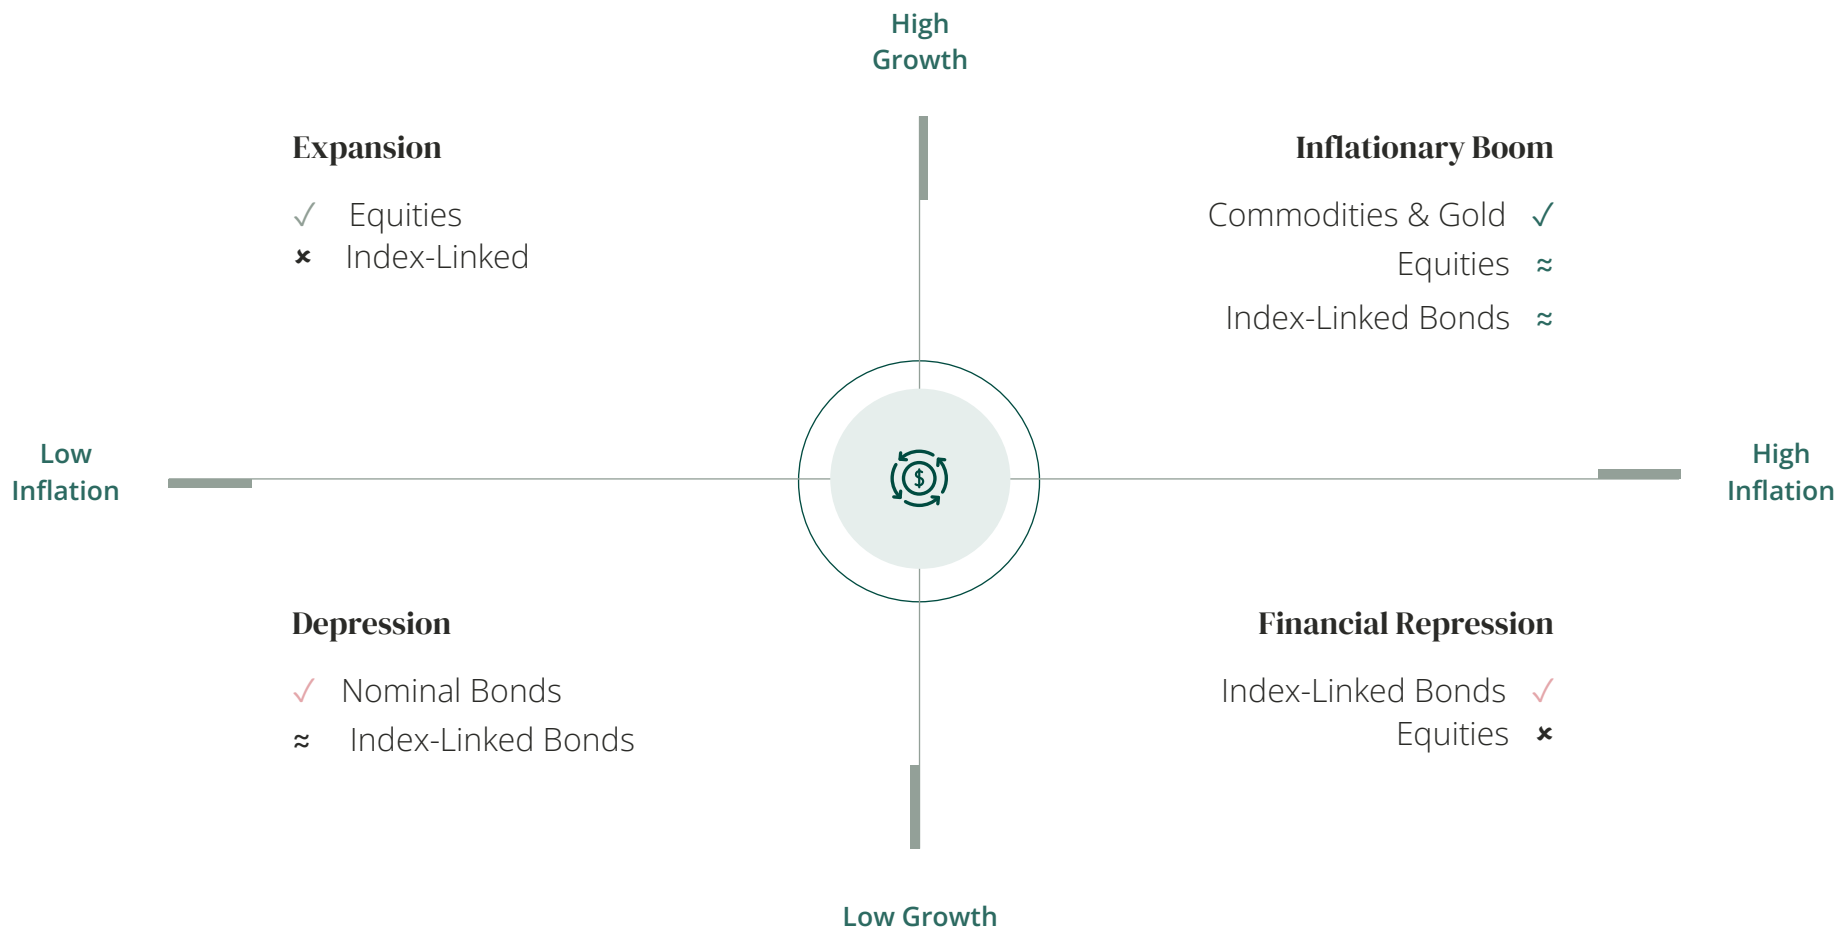 High
Growth
Expansion
✓ Equities
✘ Index-Linked
Inflationary Boom
Commodities & Gold ✓
Equities ≈
Index-Linked Bonds ≈
Low
Inflation
$
High
Inflation
Depression
✓ Nominal Bonds
≈ Index-Linked Bonds
Financial Repression
Index-Linked Bonds ✓
Equities ✘
Low Growth